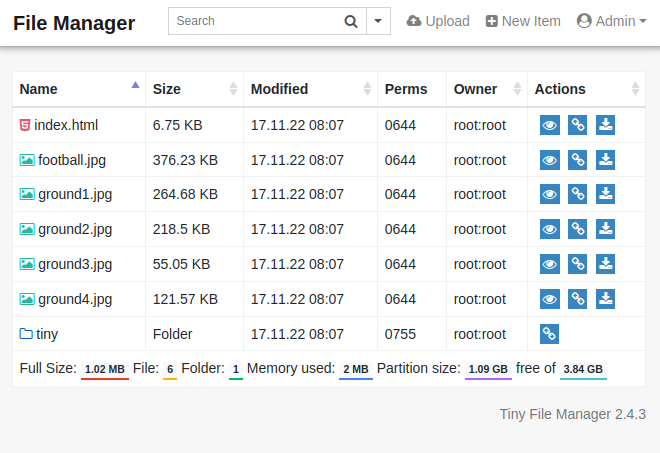 File Manager Search Upload New Item Admin
Name Size Modified Perms Owner Actions
index.html 6.75 KB 17.11.22 08:07 0644 root:root
football.jpg 376.23 KB 17.11.22 08:07 0644 root:root
ground1.jpg 264.68 KB 17.11.22 08:07 0644 root:root
ground2.jpg 218.5 KB 17.11.22 08:07 0644 root:root
ground3.jpg 55.05 KB 17.11.22 08:07 0644 root:root
ground4.jpg 121.57 KB 17.11.22 08:07 0644 root:root
tiny Folder 17.11.22 08:07 0755 root:root
Full Size: 1.02 MB File: 6 Folder: 1 Memory used: 2 MB Partition size: 1.09 GB free of 3.84 GB
Tiny File Manager 2.4.3